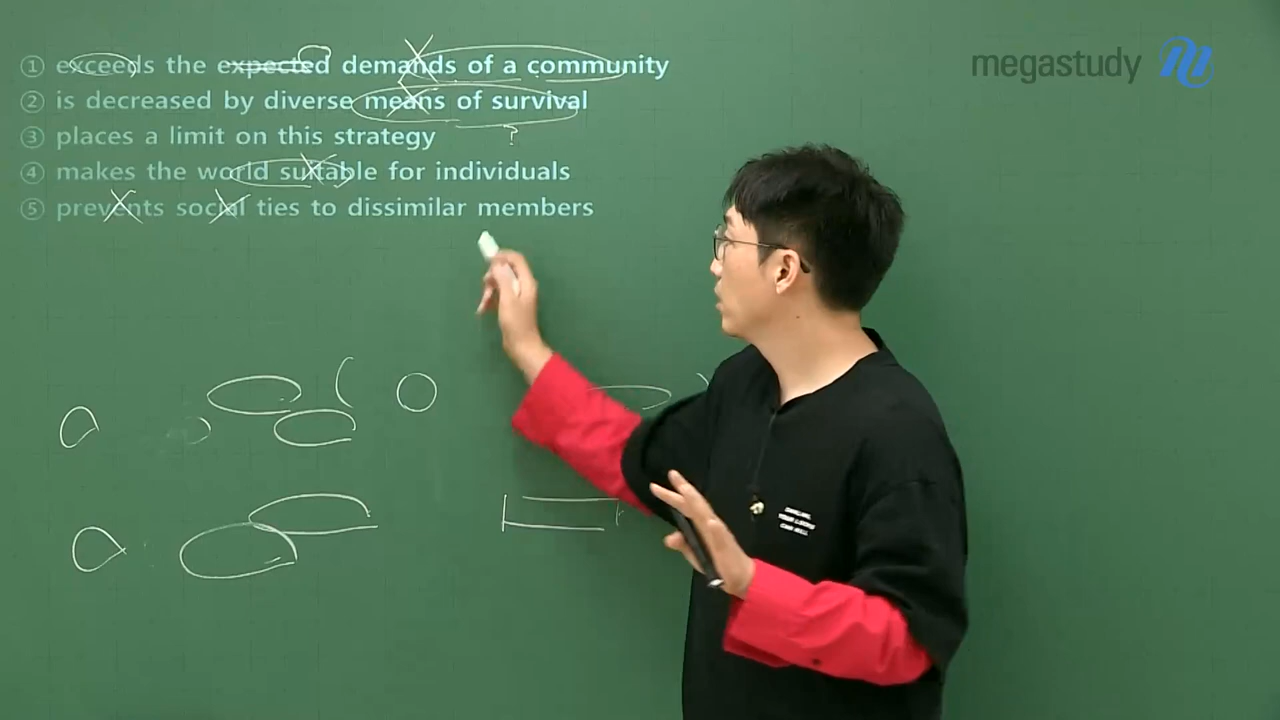 ① exceeds the expected demands of a community
② is decreased by diverse means of survival
③ places a limit on this strategy
④ makes the world suitable for individuals
⑤ prevents social ties to dissimilar members
?
megastudy